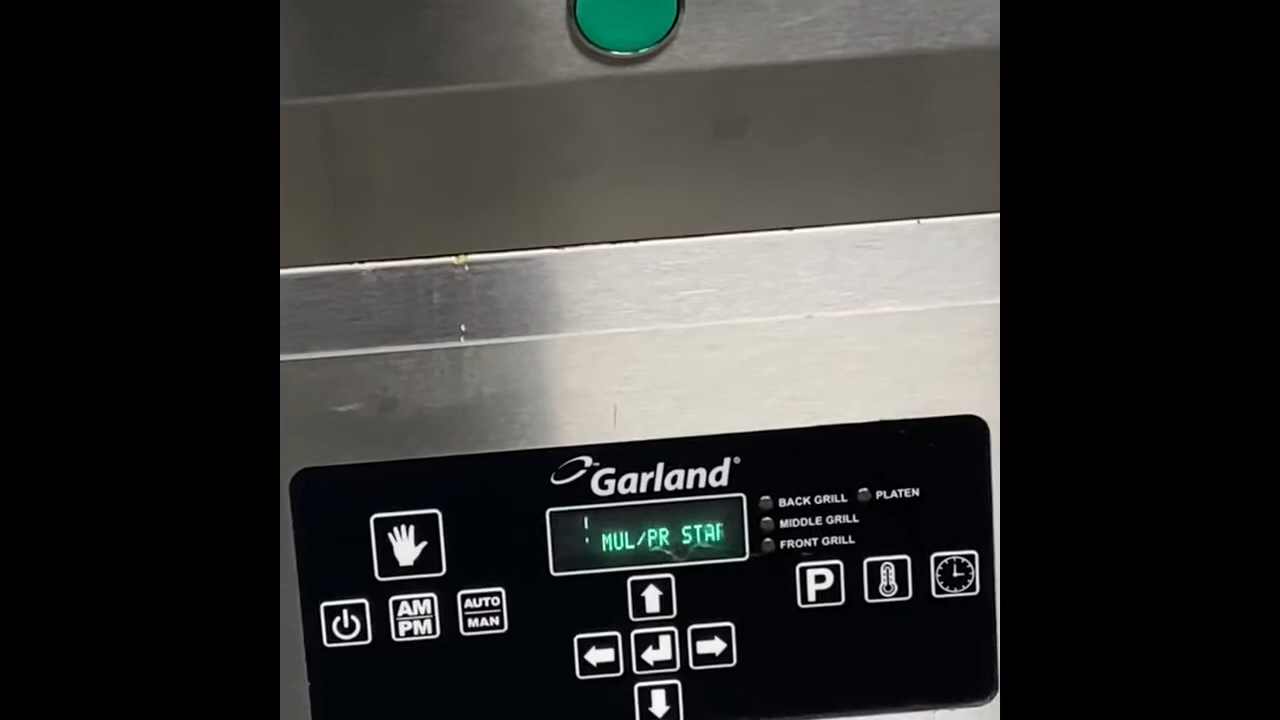 Garland®
MUL/PR STAR
BACK GRILL
PLATEN
MIDDLE GRILL
FRONT GRILL
P
AM
PM
AUTO
MAN